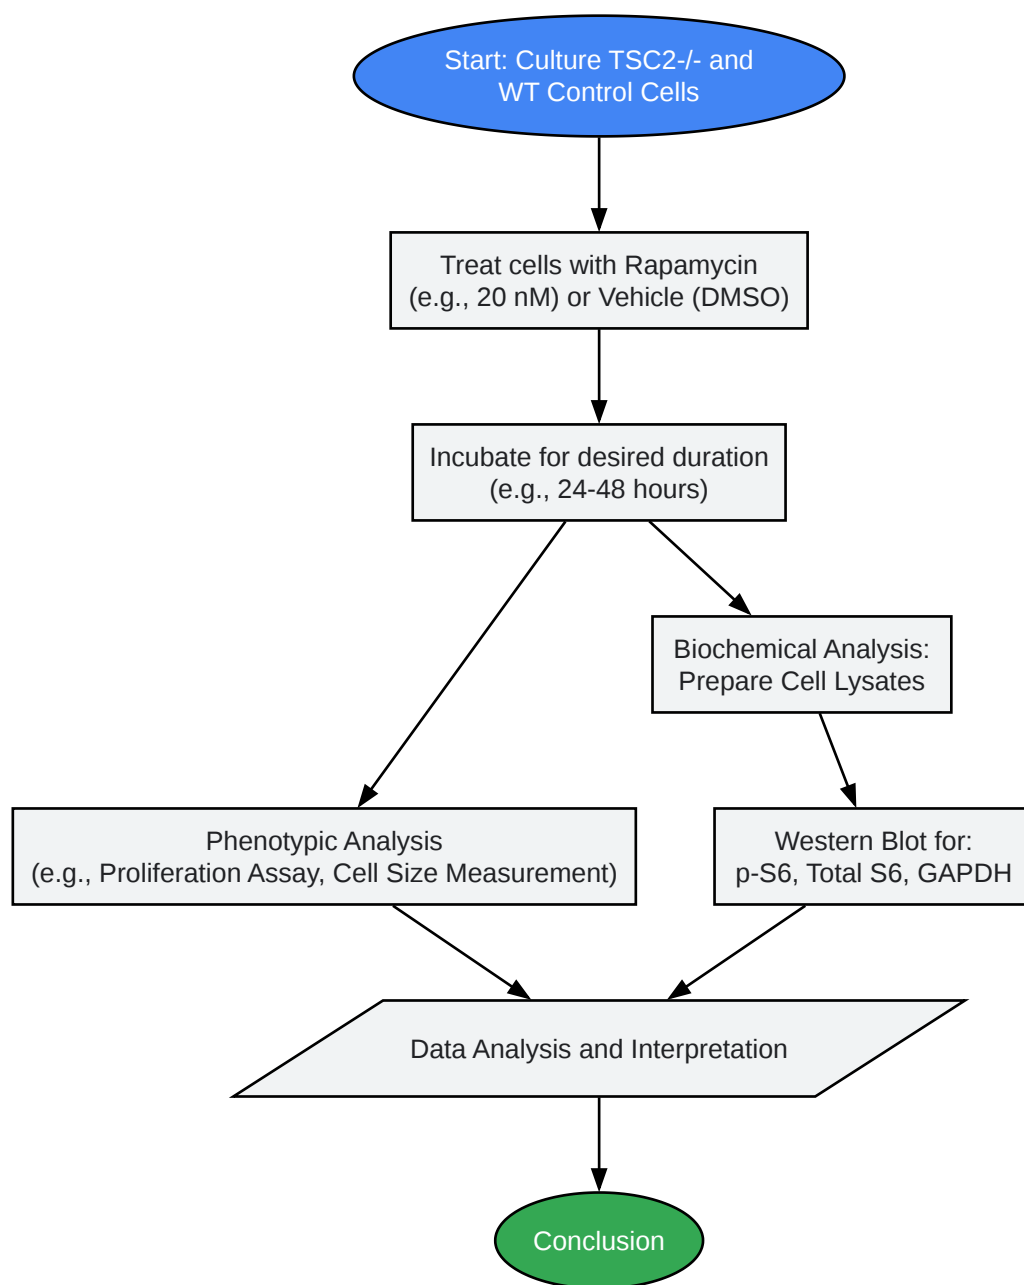 Start: Culture TSC2-/- and
WT Control Cells
Treat cells with Rapamycin
(e.g., 20 nM) or Vehicle (DMSO)
Incubate for desired duration
(e.g., 24-48 hours)
Biochemical Analysis:
Prepare Cell Lysates
Phenotypic Analysis
(e.g., Proliferation Assay, Cell Size Measurement)
Western Blot for:
p-S6, Total S6, GAPDH
Data Analysis and Interpretation
Conclusion